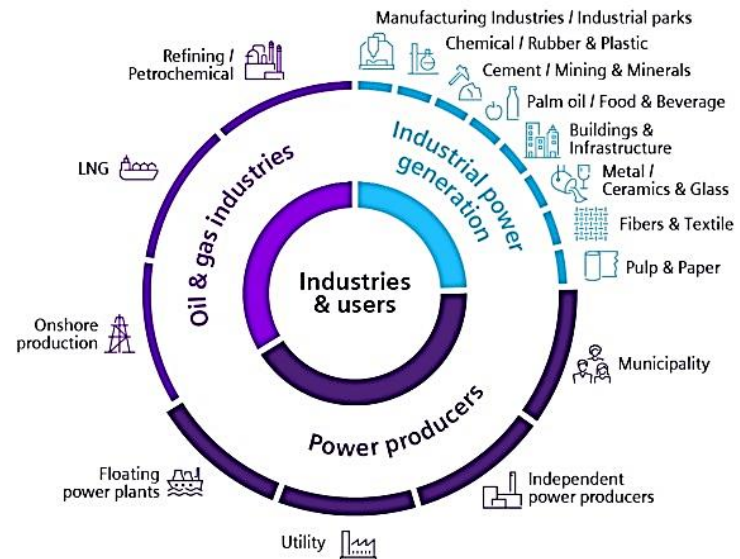 Manufacturing Industries / Industrial parks
Chemical / Rubber & Plastic
Cement / Mining & Minerals
Palm oil / Food & Beverage
Buildings &
Infrastructure
Metal /
Ceramics & Glass
Fibers & Textile
Pulp & Paper
Municipality
Independent
power producers
Utility
Floating
power plants
Onshore
production
LNG
Refining /
Petrochemical
Industrial power
generation
Oil & gas industries
Power producers
Industries
& users